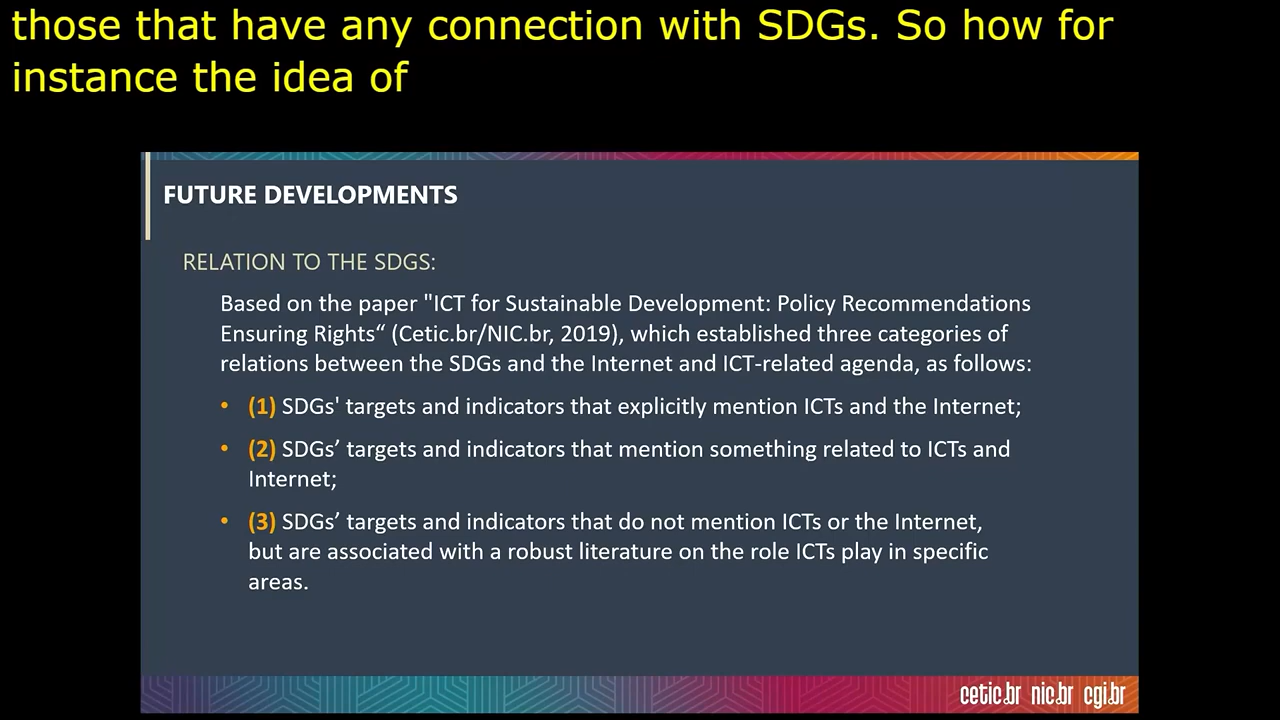 those that have any connection with SDGs. So how for
instance the idea of
FUTURE DEVELOPMENTS
RELATION TO THE SDGS:
Based on the paper "ICT for Sustainable Development: Policy Recommendations
Ensuring Rights“ (Cetic.br/NIC.br, 2019), which established three categories of
relations between the SDGs and the Internet and ICT-related agenda, as follows:
• (1) SDGs' targets and indicators that explicitly mention ICTs and the Internet;
• (2) SDGs’ targets and indicators that mention something related to ICTs and
Internet;
• (3) SDGs’ targets and indicators that do not mention ICTs or the Internet,
but are associated with a robust literature on the role ICTs play in specific
areas.
cetic.br nic.br cgi.br